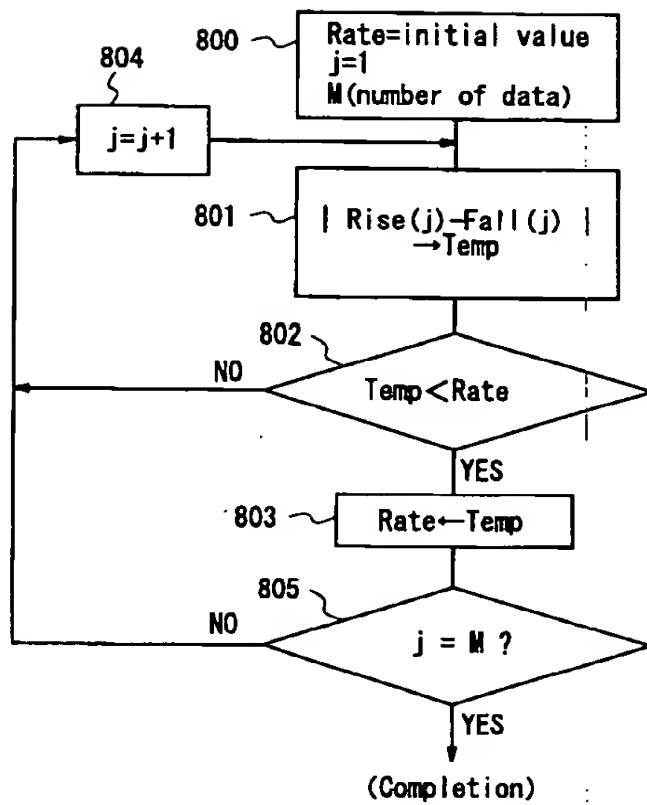 800
Rate=initial value
j=1
M(number of data)
804
j=j+1
801
| Rise(j)-Fall(j) |
→Temp
802
NO
Temp<Rate
YES
803
Rate←Temp
805
NO
j = M ?
YES
(Completion)